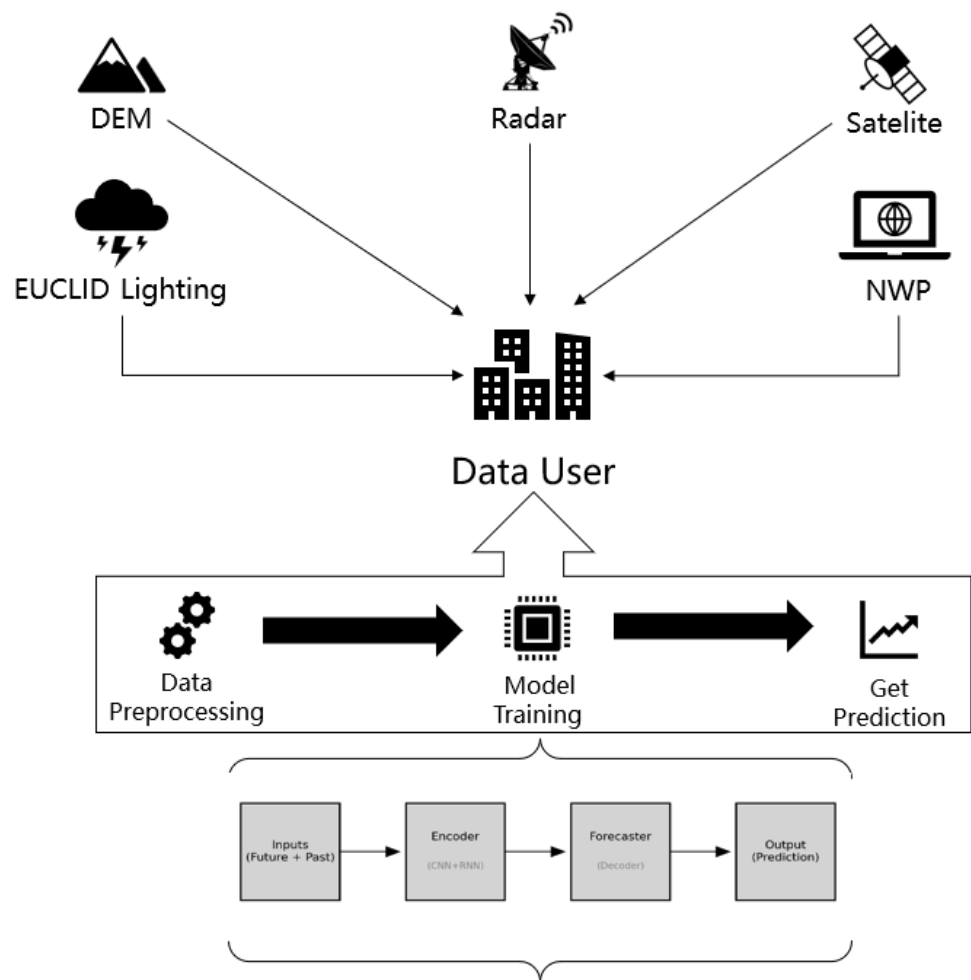 DEM
Radar
Satelite
EUCLID Lighting
NWP
Data User
Data
Preprocessing
Model
Training
Get
Prediction
Inputs
(Future + Past)
Encoder
(CNN+RNN)
Forecaster
(Decoder)
Output
(Prediction)